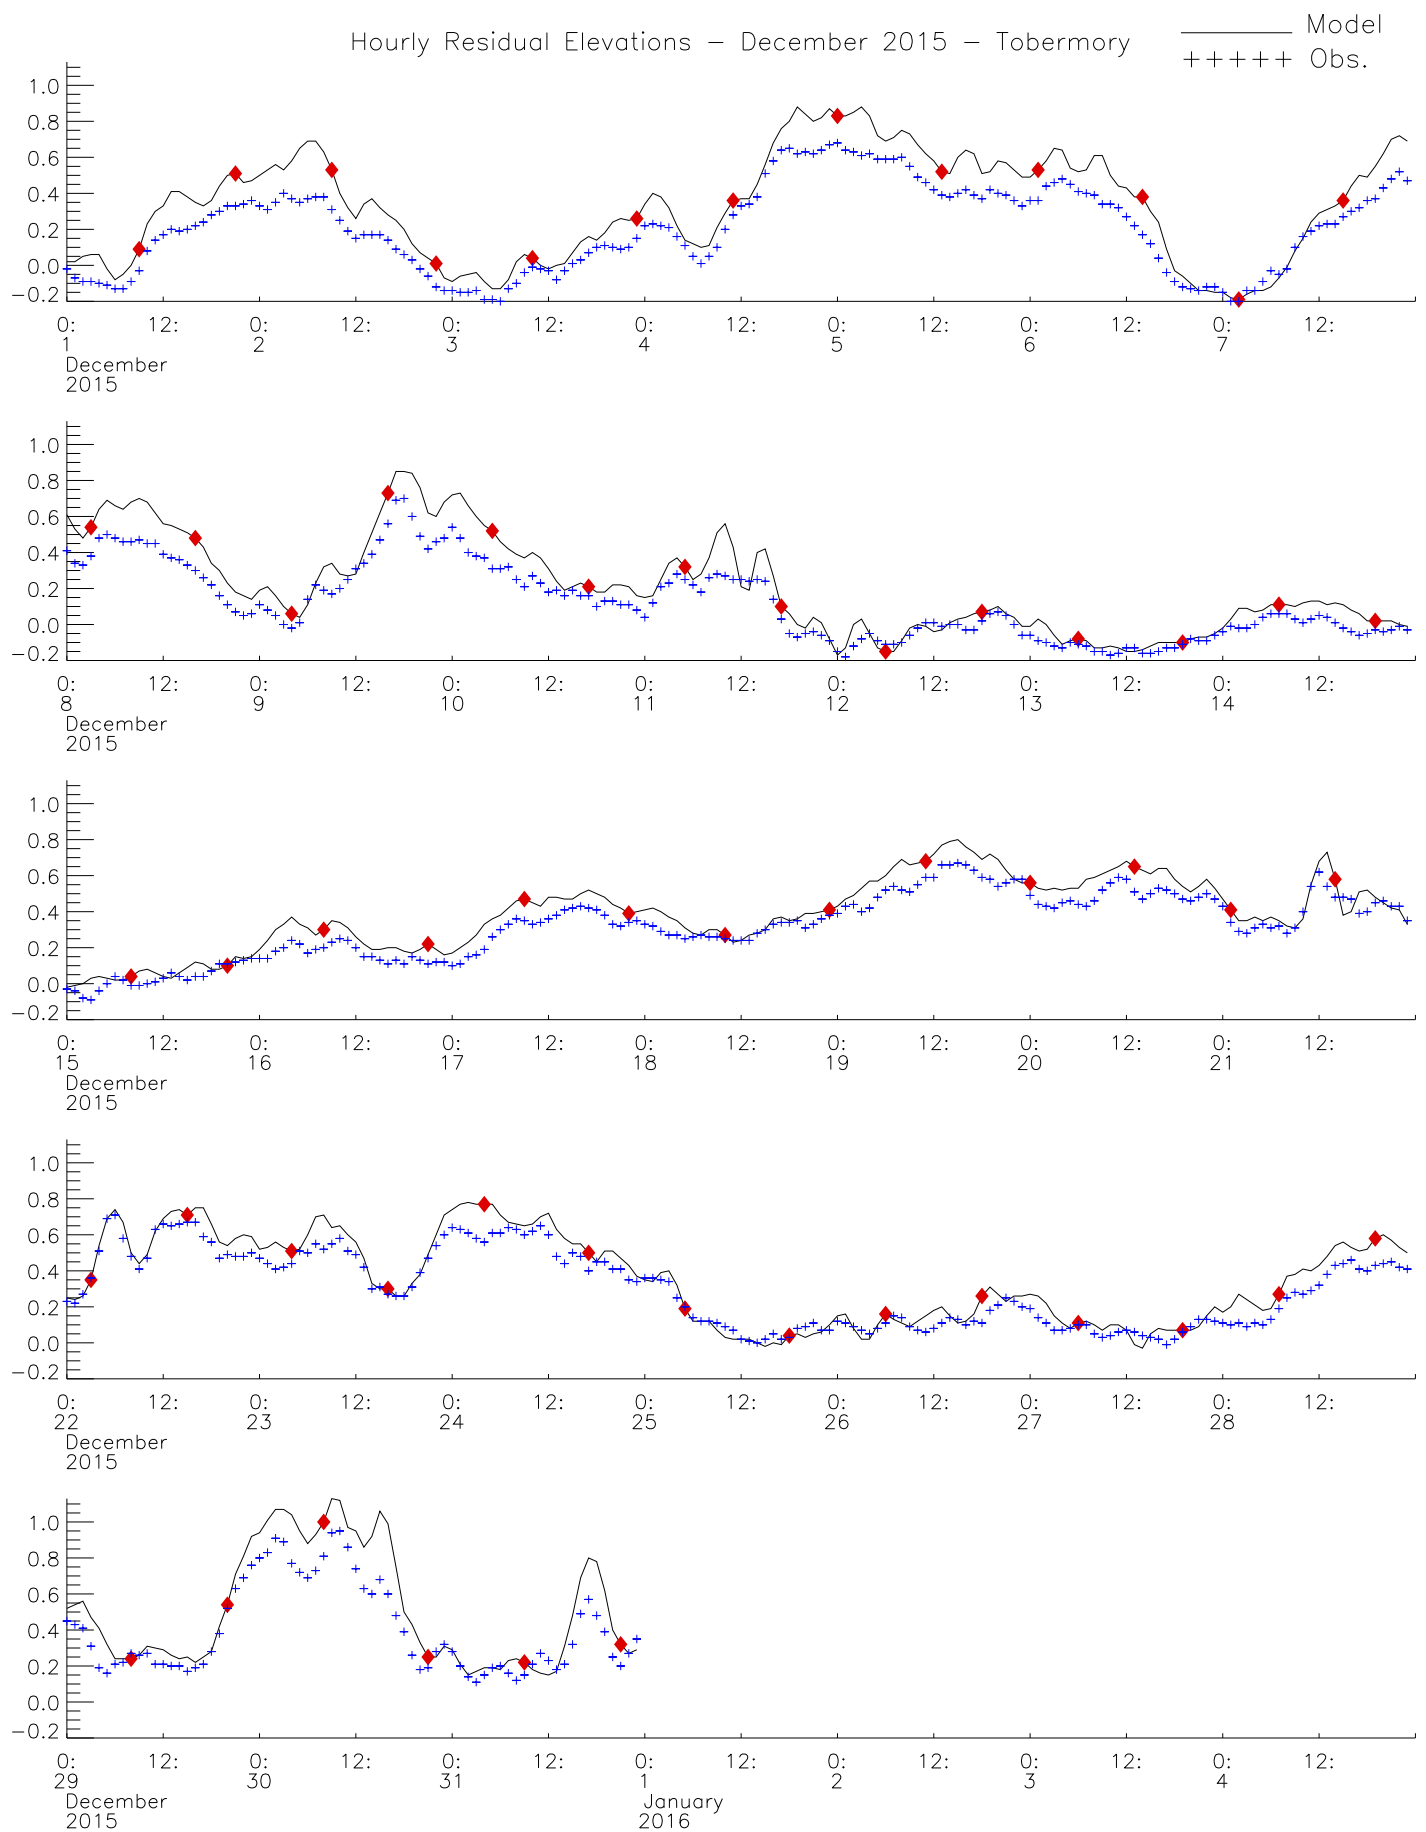 Hourly Residual Elevations − December 2015 − Tobermory
Model
+++++ Obs.
1.0
0.8
0.6
0.4
0.2
0.0
−0.2
0: 12: 0: 12: 0: 12: 0: 12: 0: 12: 0: 12: 0: 12:
1 2 3 4 5 6 7
December
2015
1.0
0.8
0.6
0.4
0.2
0.0
−0.2
0: 12: 0: 12: 0: 12: 0: 12: 0: 12: 0: 12: 0: 12:
8 9 10 11 12 13 14
December
2015
1.0
0.8
0.6
0.4
0.2
0.0
−0.2
0: 12: 0: 12: 0: 12: 0: 12: 0: 12: 0: 12: 0: 12:
15 16 17 18 19 20 21
December
2015
1.0
0.8
0.6
0.4
0.2
0.0
−0.2
0: 12: 0: 12: 0: 12: 0: 12: 0: 12: 0: 12: 0: 12:
22 23 24 25 26 27 28
December
2015
1.0
0.8
0.6
0.4
0.2
0.0
−0.2
0: 12: 0: 12: 0: 12: 0: 12: 0: 12: 0: 12: 0: 12:
29 30 31 1 2 3 4
December January
2015 2016